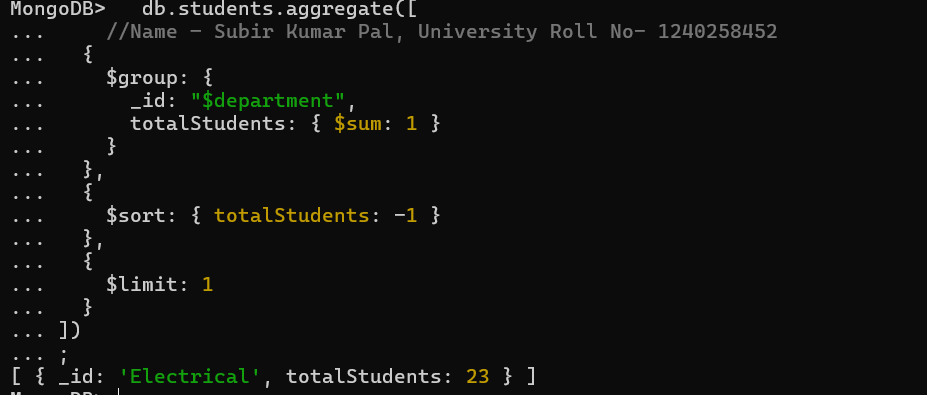 MongoDB>   db.students.aggregate([
...     //Name - Subir Kumar Pal, University Roll No- 1240258452
...   {
...     $group: {
...       _id: "$department",
...       totalStudents: { $sum: 1 }
...     }
...   },
...   {
...     $sort: { totalStudents: -1 }
...   },
...   {
...     $limit: 1
...   }
... ])
... ;
[ { _id: 'Electrical', totalStudents: 23 } ]
MongoDB>